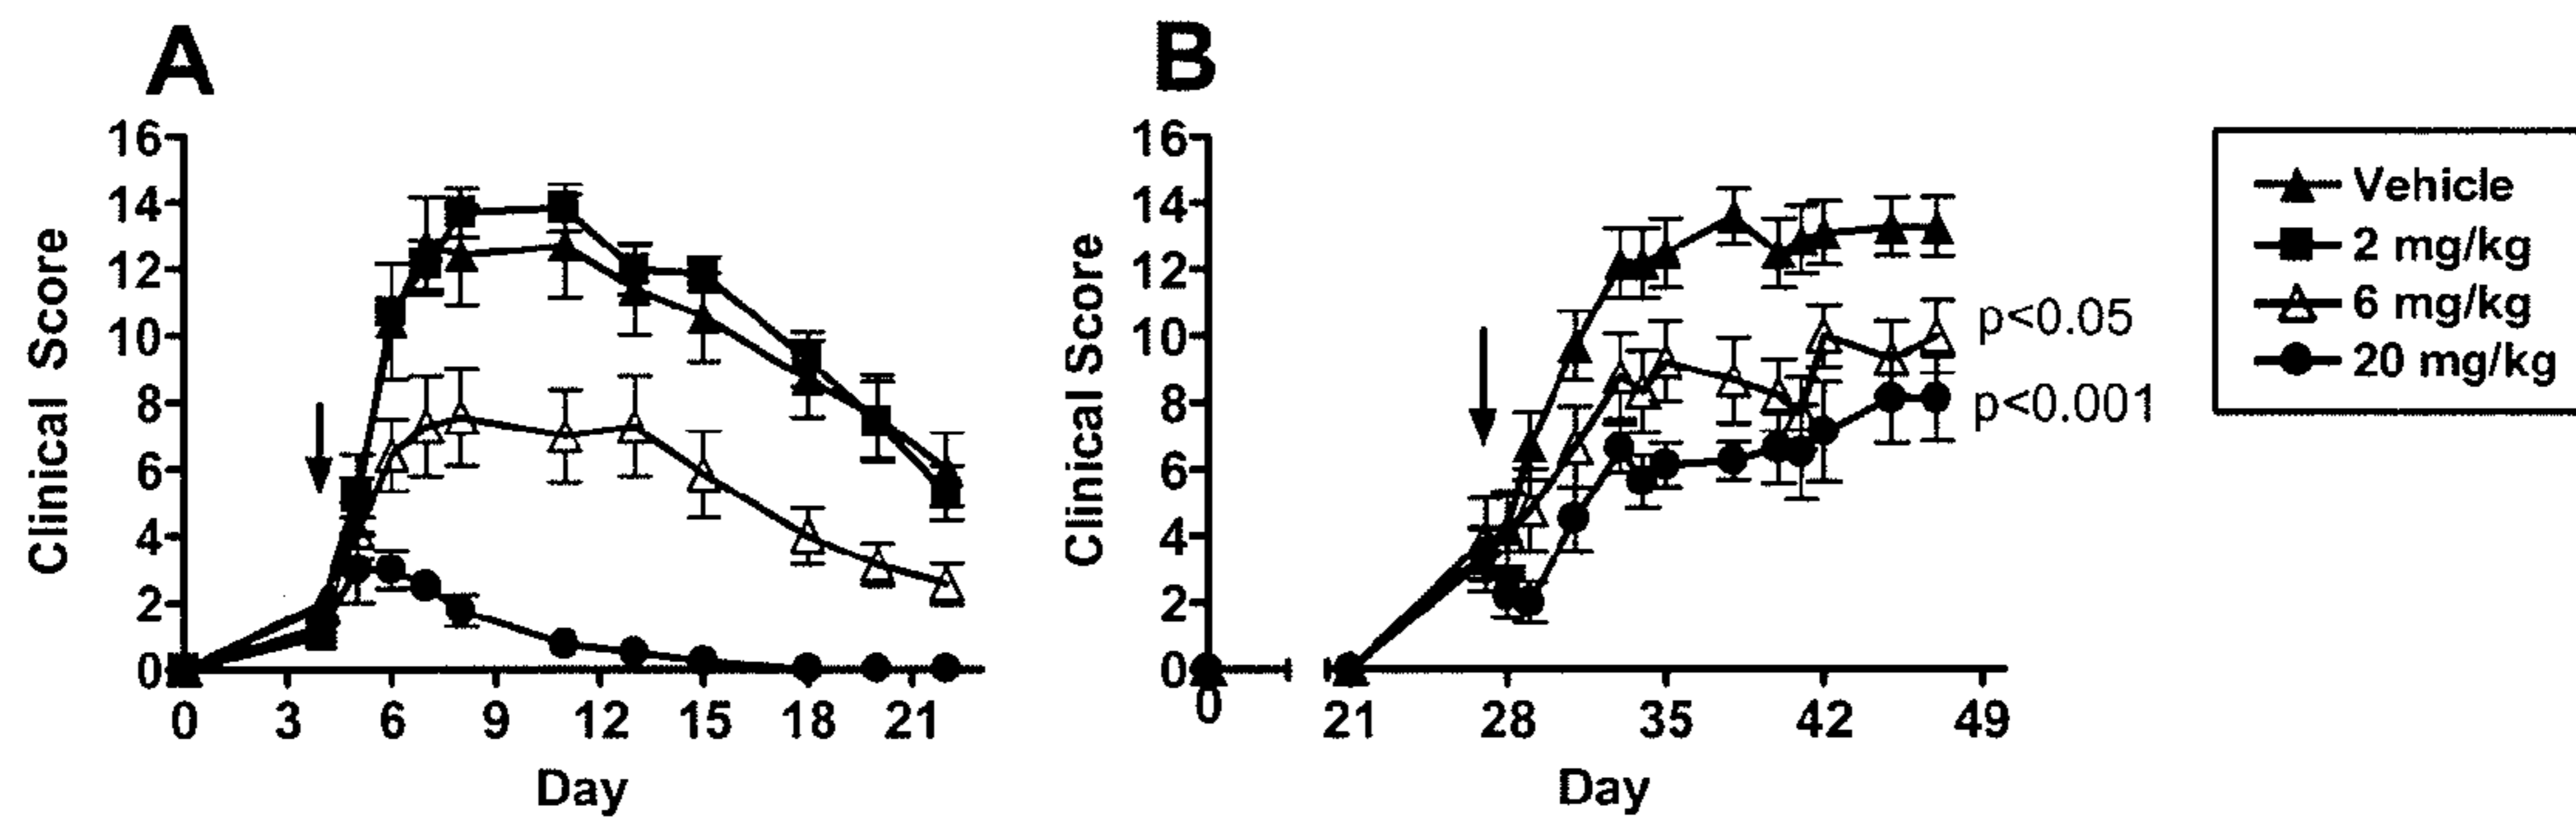 A
Clinical Score
16
14
12
10
8
6
4
2
0
0 3 6 9 12 15 18 21
Day
B
Clinical Score
16
14
12
10
8
6
4
2
0
0 21 28 35 42 49
Day
p<0.05
p<0.001
Vehicle
2 mg/kg
6 mg/kg
20 mg/kg